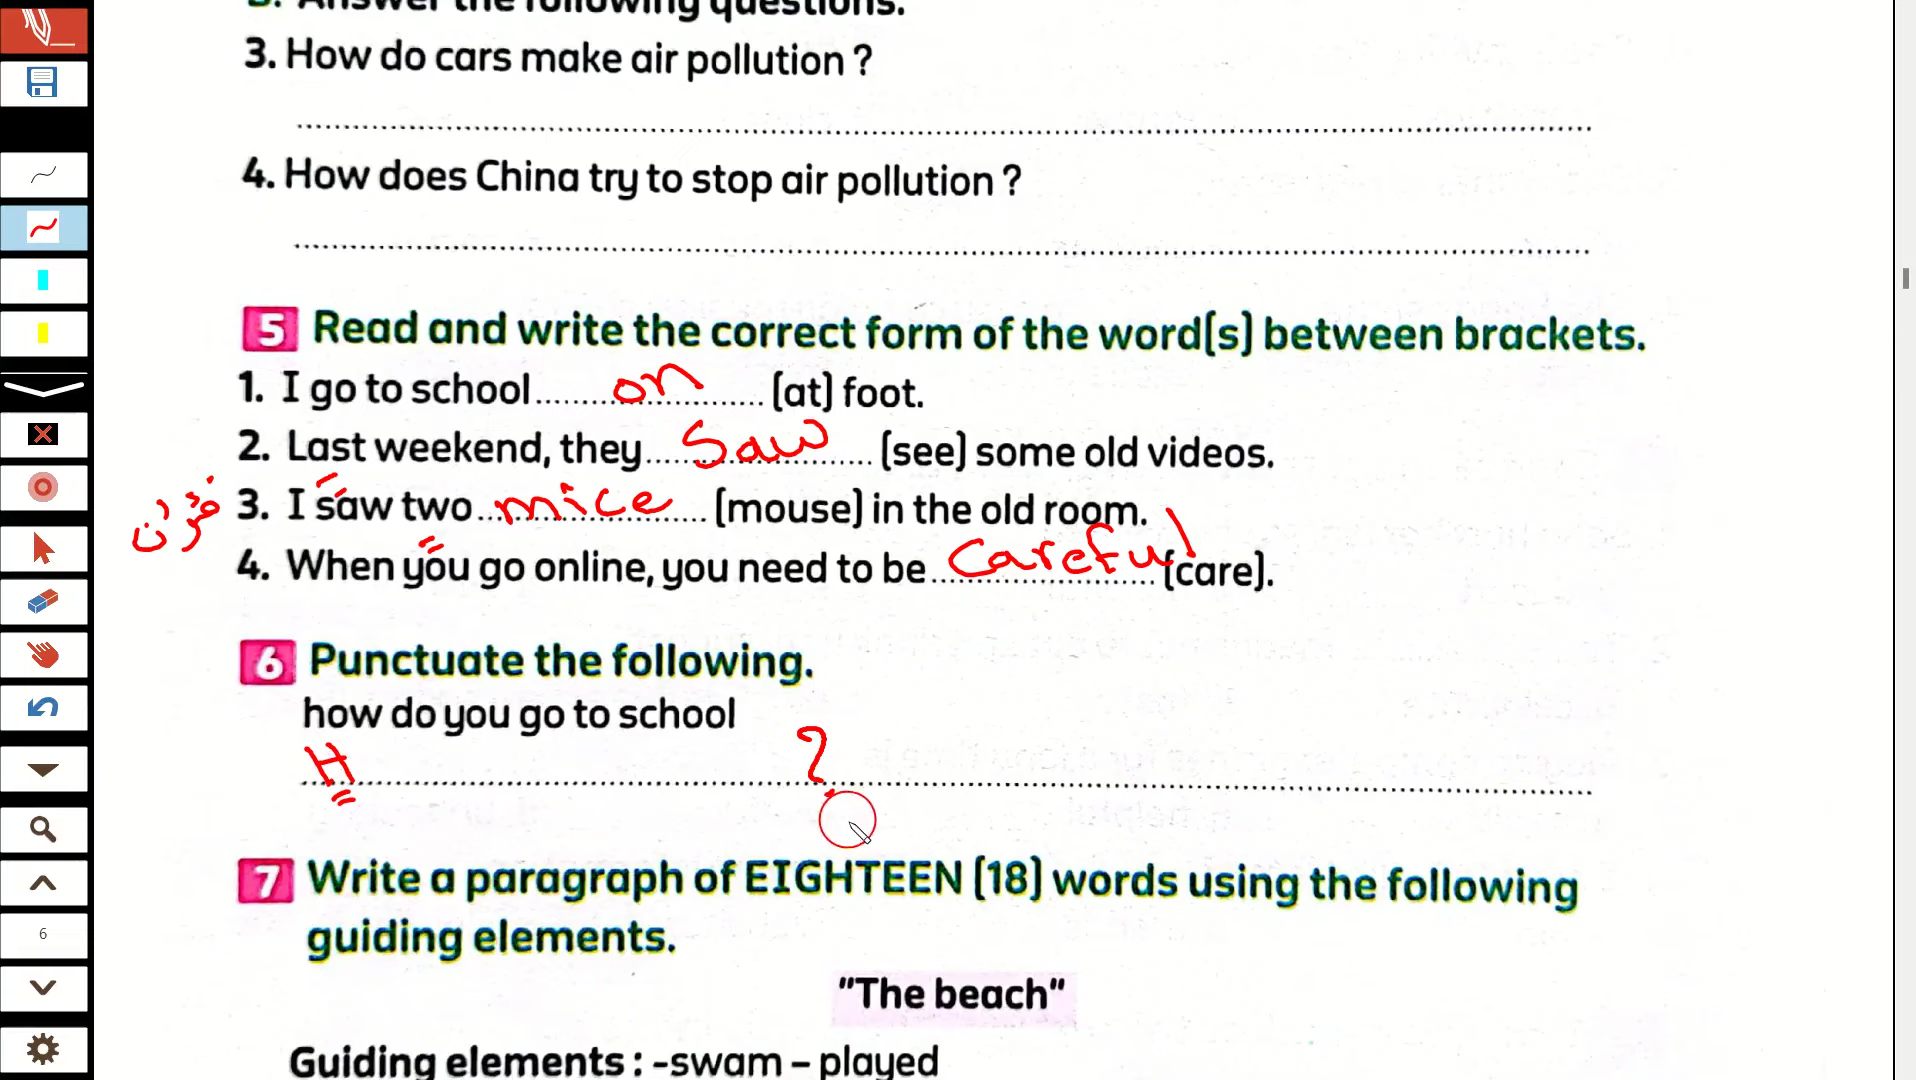 Answer the following questions.
3. How do cars make air pollution ?
4. How does China try to stop air pollution ?
5 Read and write the correct form of the word(s) between brackets.
1. I go to school on (at) foot.
2. Last weekend, they Saw (see) some old videos.
3. I saw two mice (mouse) in the old room.
4. When you go online, you need to be Careful (care).
6 Punctuate the following.
how do you go to school
H ?
7 Write a paragraph of EIGHTEEN (18) words using the following
guiding elements.
"The beach"
Guiding elements : -swam – played
6